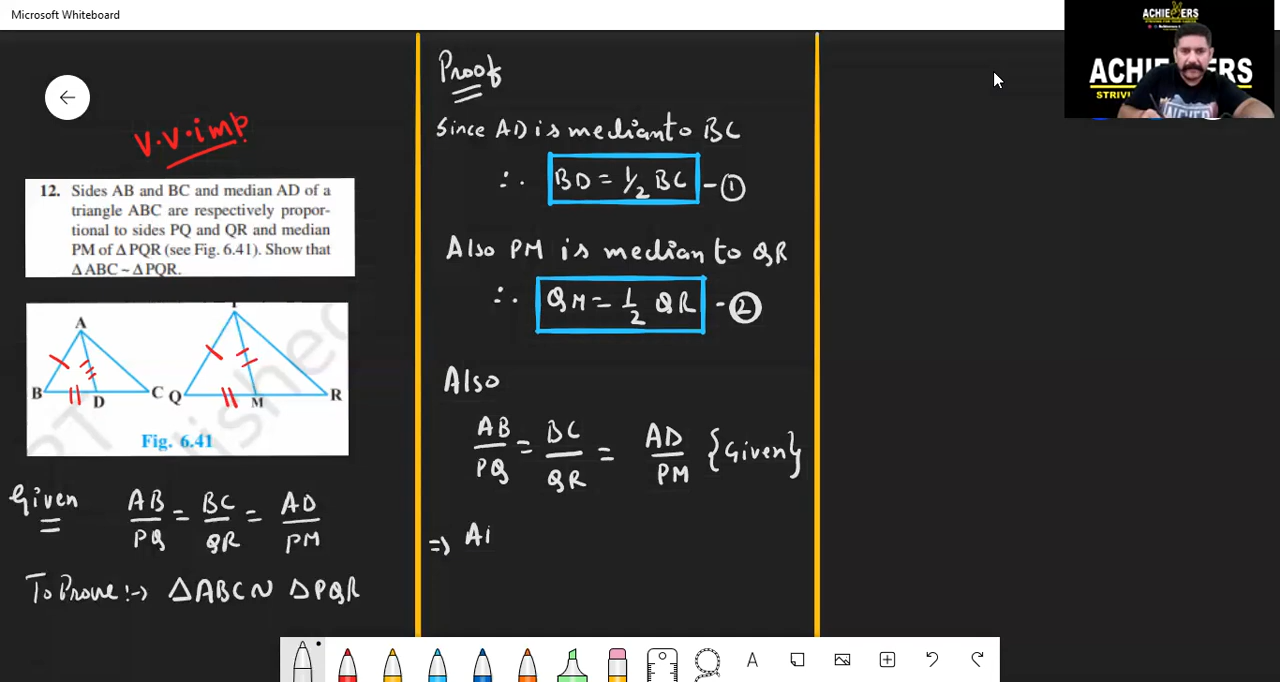 Microsoft Whiteboard
ACHIEVERS
ACHIE ERS
STRIVI
V.V.imp
12. Sides AB and BC and median AD of a
triangle ABC are respectively propor-
tional to sides PQ and QR and median
PM of Δ PQR (see Fig. 6.41). Show that
Δ ABC ~ Δ PQR.
A
B
D
C
Q
M
R
Fig. 6.41
Given AB/PQ = BC/QR = AD/PM
To Prove :-> ΔABC ~ ΔPQR
Proof
Since AD is median to BC
∴ BD = 1/2 BC - ①
Also PM is median to QR
∴ QM = 1/2 QR - ②
Also
AB/PQ = BC/QR = AD/PM {Given}
=> A
A